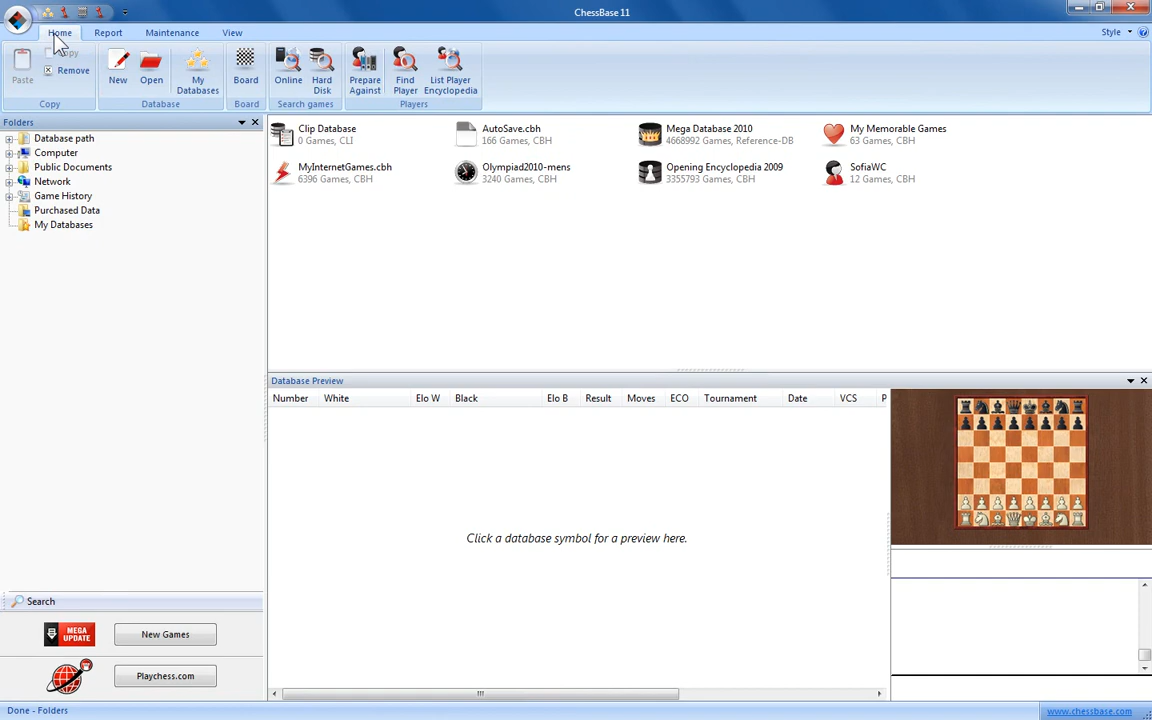 ChessBase 11
Home
Report
Maintenance
View
Style
Paste
Copy
Remove
New
Open
My Databases
Board
Online
Hard Disk
Prepare Against
Find Player
List Player Encyclopedia
Copy
Database
Board
Search games
Players
Folders
Database path
Computer
Public Documents
Network
Game History
Purchased Data
My Databases
Clip Database
0 Games, CLI
AutoSave.cbh
166 Games, CBH
Mega Database 2010
4668992 Games, Reference-DB
My Memorable Games
63 Games, CBH
MyInternetGames.cbh
6396 Games, CBH
Olympiad2010-mens
3240 Games, CBH
Opening Encyclopedia 2009
3355793 Games, CBH
SofiaWC
12 Games, CBH
Database Preview
Number White Elo W Black Elo B Result Moves ECO Tournament Date VCS P
Click a database symbol for a preview here.
Search
MEGA UPDATE
New Games
Playchess.com
Done - Folders
www.chessbase.com